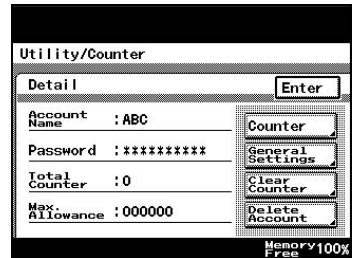 Utility/Counter
Detail
Enter
Account Name : ABC
Counter
Password : **********
General Settings
Total Counter : 0
Clear Counter
Max. Allowance : 000000
Delete Account
Memory Free 100%